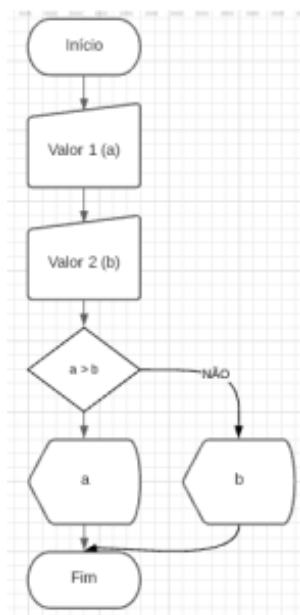 Início
Valor 1 (a)
Valor 2 (b)
a > b
NÃO
a
b
Fim